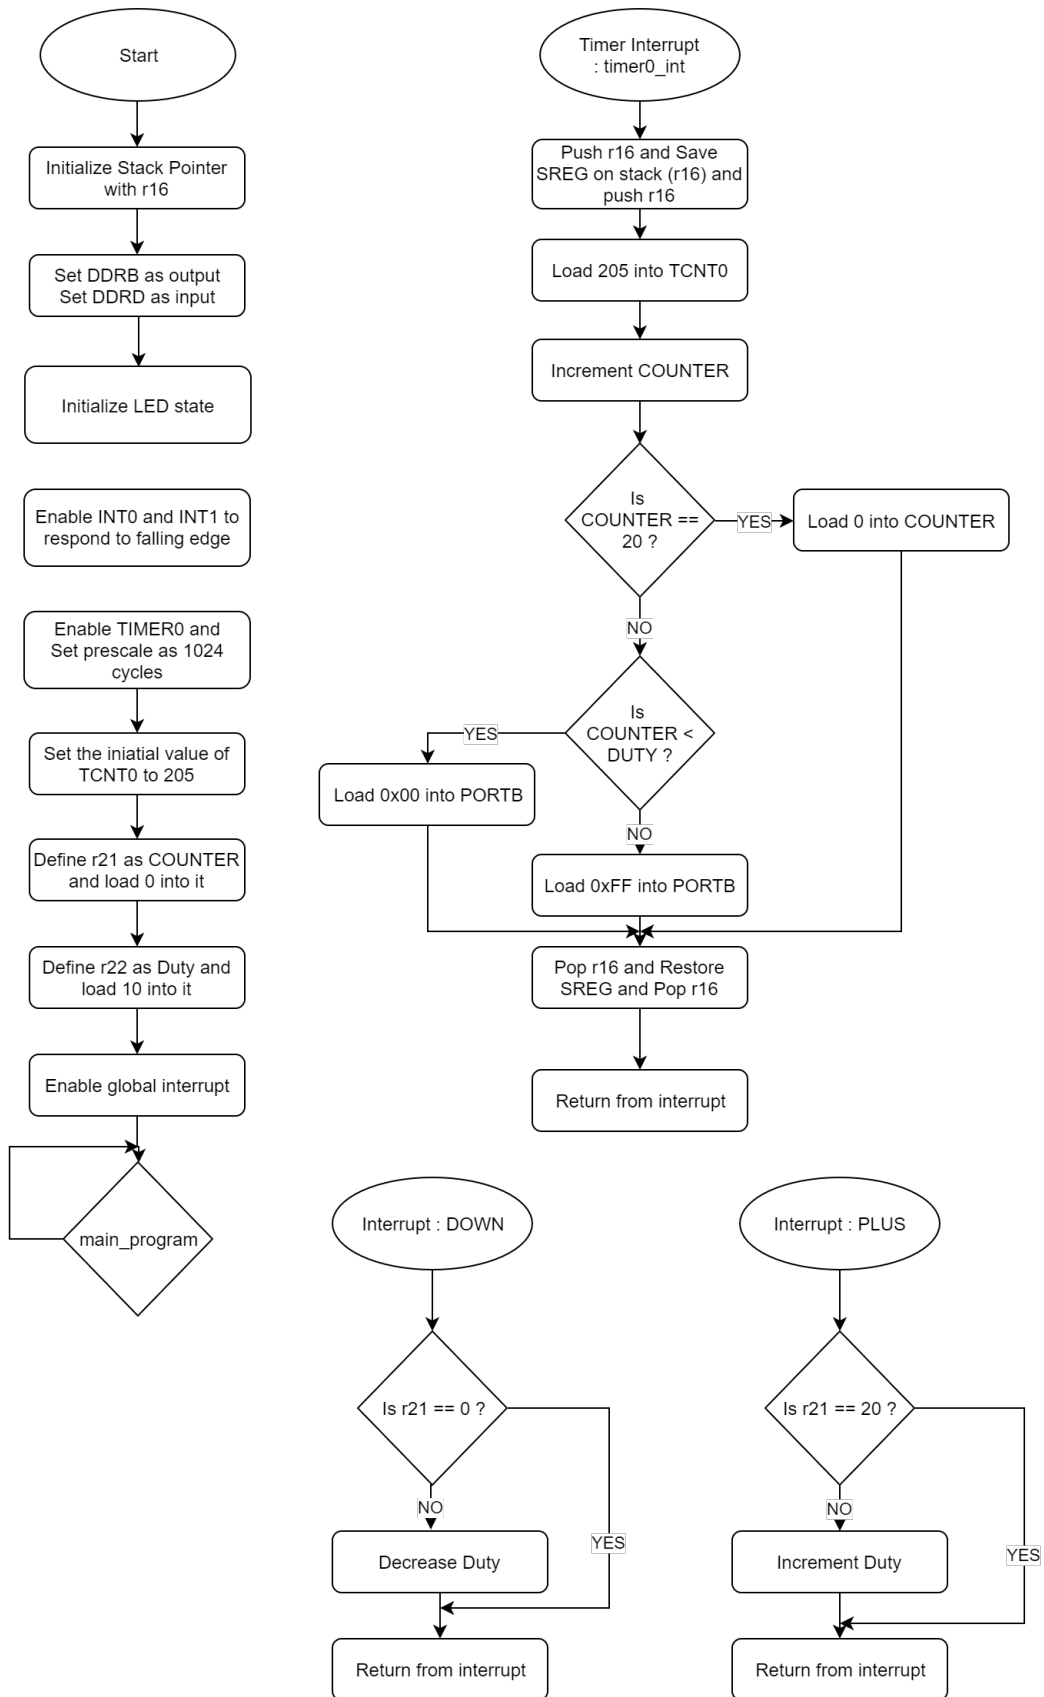 Start
Initialize Stack Pointer
with r16
Set DDRB as output
Set DDRD as input
Initialize LED state
Enable INT0 and INT1 to
respond to falling edge
Enable TIMER0 and
Set prescale as 1024
cycles
Set the iniatial value of
TCNT0 to 205
Define r21 as COUNTER
and load 0 into it
Define r22 as Duty and
load 10 into it
Enable global interrupt
main_program
Timer Interrupt
: timer0_int
Push r16 and Save
SREG on stack (r16) and
push r16
Load 205 into TCNT0
Increment COUNTER
Is
COUNTER ==
20 ?
YES
Load 0 into COUNTER
NO
Is
COUNTER <
DUTY ?
YES
Load 0x00 into PORTB
NO
Load 0xFF into PORTB
Pop r16 and Restore
SREG and Pop r16
Return from interrupt
Interrupt : DOWN
Is r21 == 0 ?
NO
YES
Decrease Duty
Return from interrupt
Interrupt : PLUS
Is r21 == 20 ?
NO
YES
Increment Duty
Return from interrupt